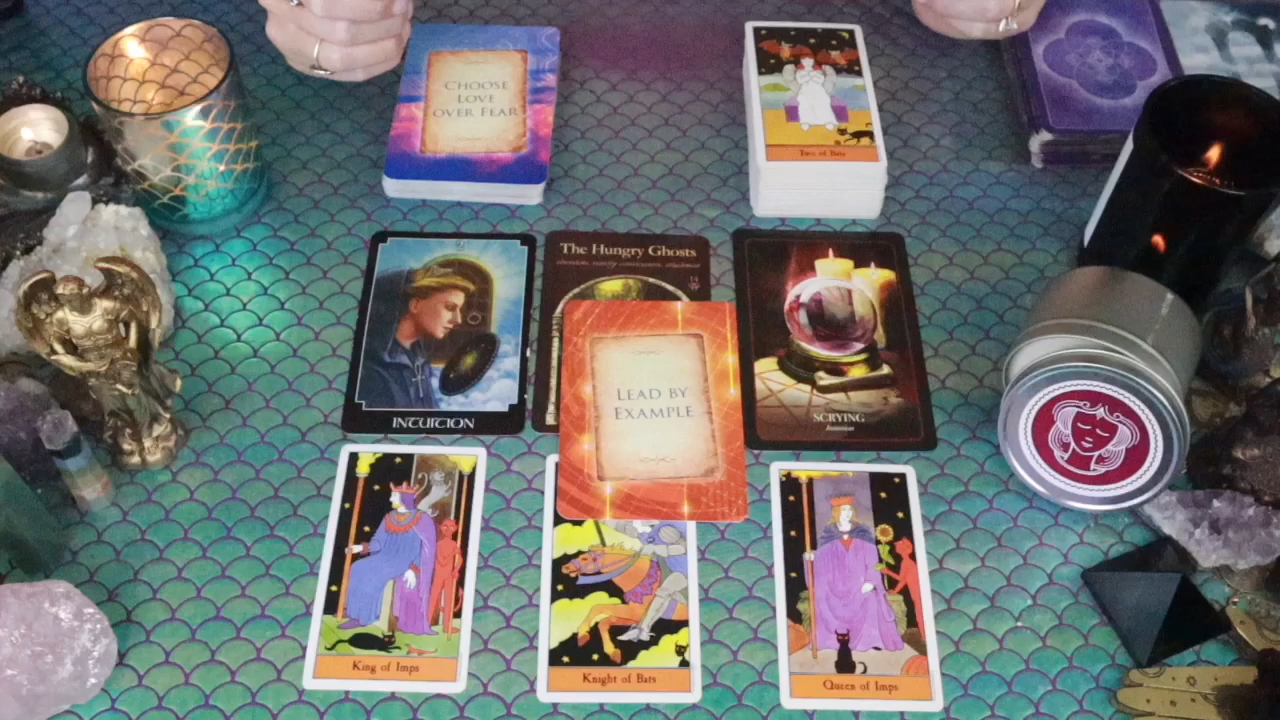 CHOOSE
LOVE
OVER FEAR
Two of Bats
INTUITION
The Hungry Ghosts
SCRYING
LEAD BY
EXAMPLE
King of Imps
Knight of Bats
Queen of Imps